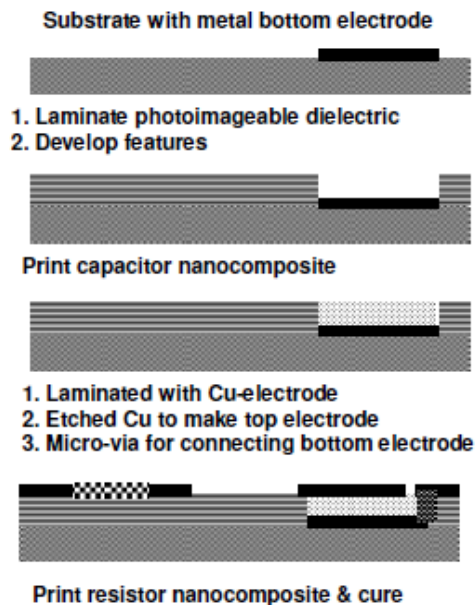 Substrate with metal bottom electrode
1. Laminate photoimageable dielectric
2. Develop features
Print capacitor nanocomposite
1. Laminated with Cu-electrode
2. Etched Cu to make top electrode
3. Micro-via for connecting bottom electrode
Print resistor nanocomposite & cure